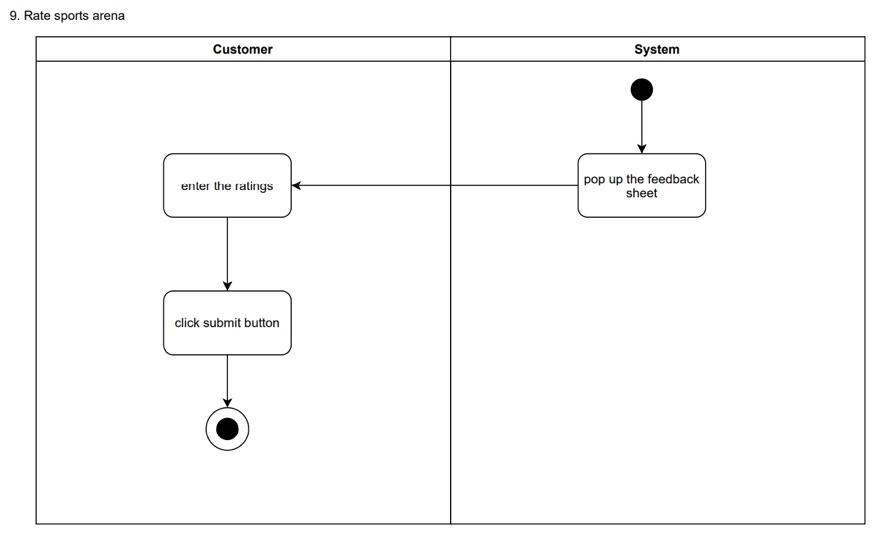 9. Rate sports arena
Customer
System
enter the ratings
pop up the feedback
sheet
click submit button